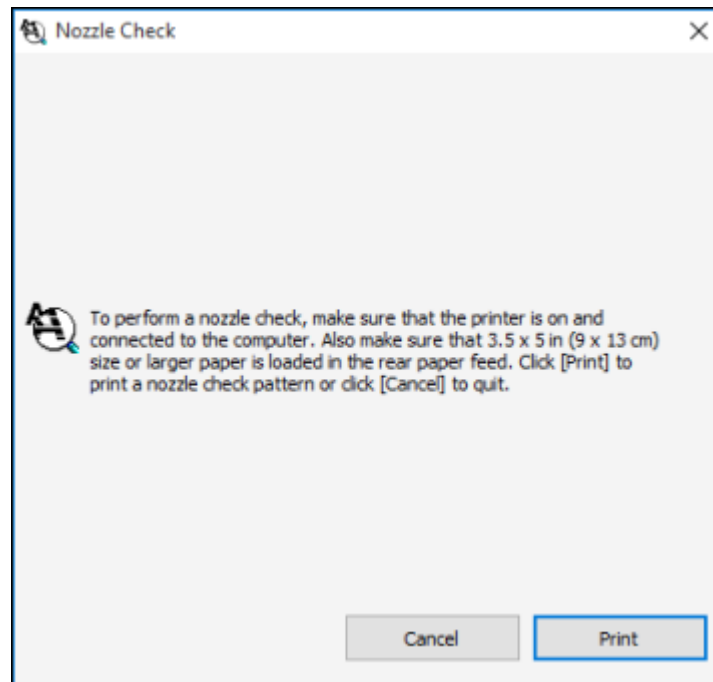 Nozzle Check
To perform a nozzle check, make sure that the printer is on and
connected to the computer. Also make sure that 3.5 x 5 in (9 x 13 cm)
size or larger paper is loaded in the rear paper feed. Click [Print] to
print a nozzle check pattern or click [Cancel] to quit.
Cancel Print